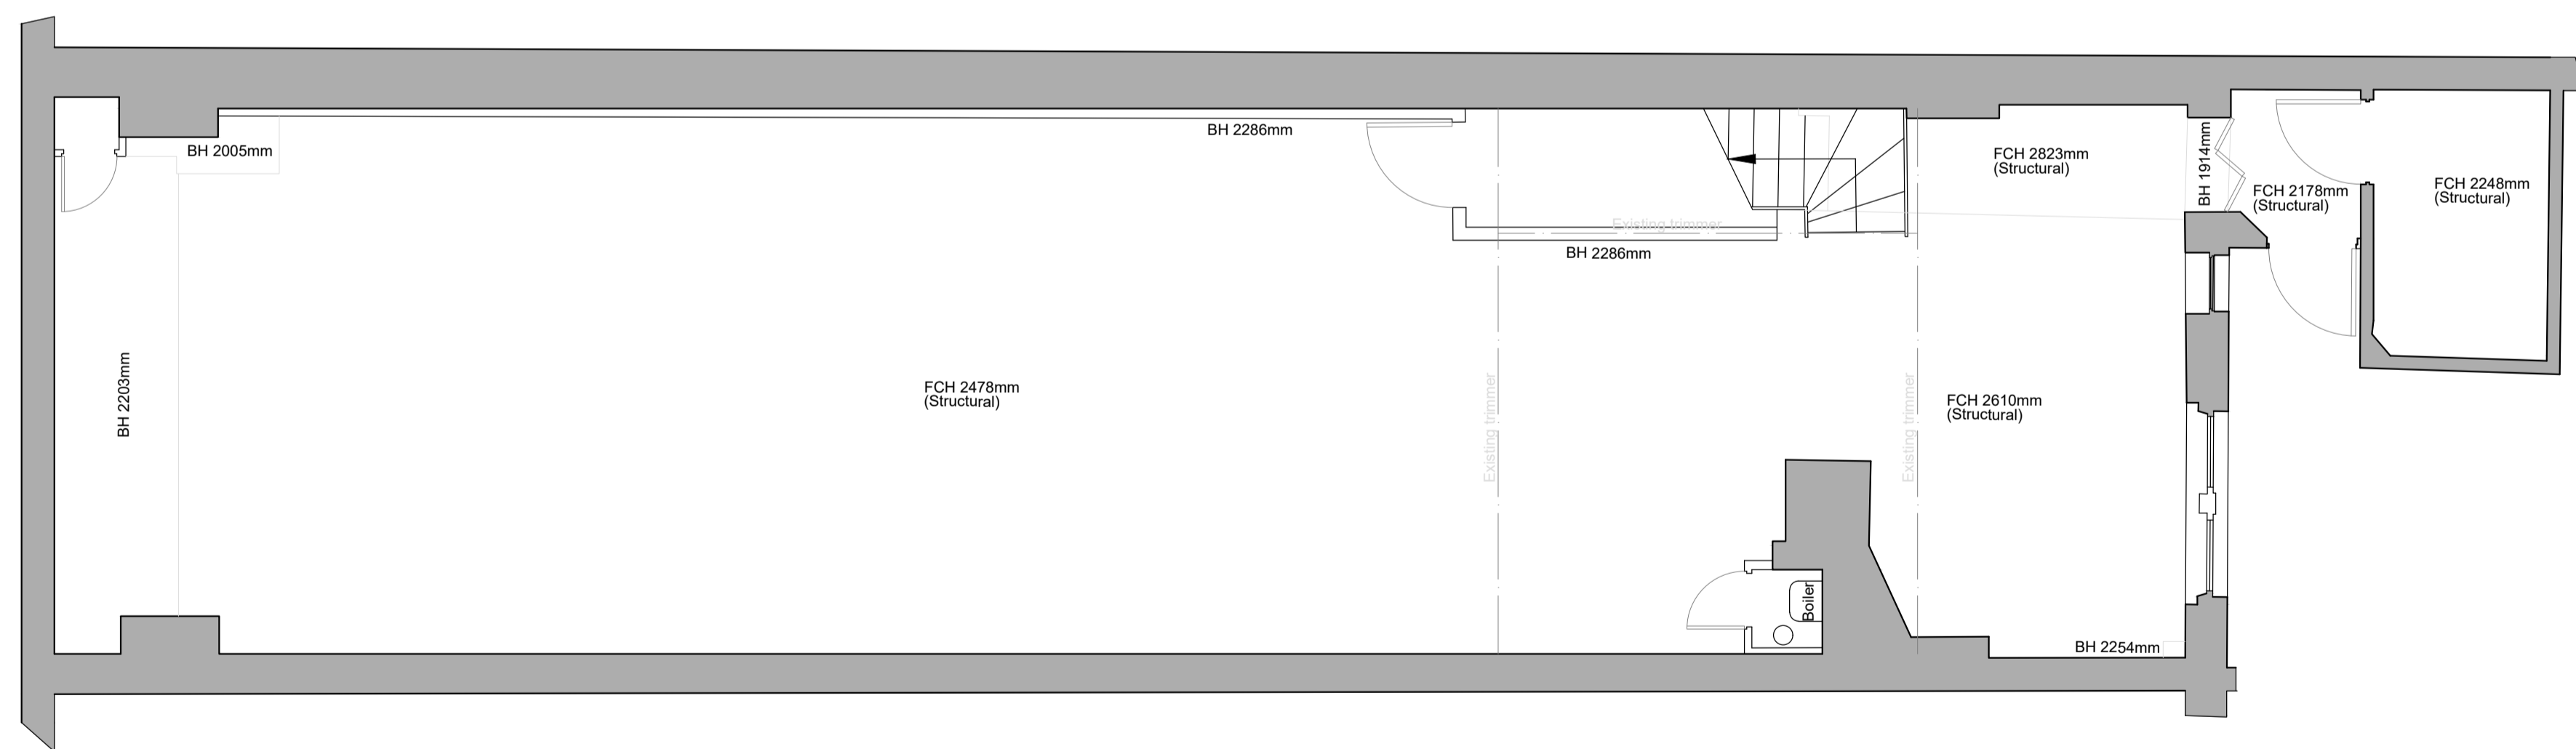 BH 2286mm
BH 2005mm
FCH 2823mm
(Structural)
BH 1914mm
FCH 2178mm
(Structural)
FCH 2248mm
(Structural)
Existing trimmer
BH 2286mm
BH 2203mm
FCH 2478mm
(Structural)
Existing trimmer
Existing trimmer
FCH 2610mm
(Structural)
Boiler
BH 2254mm